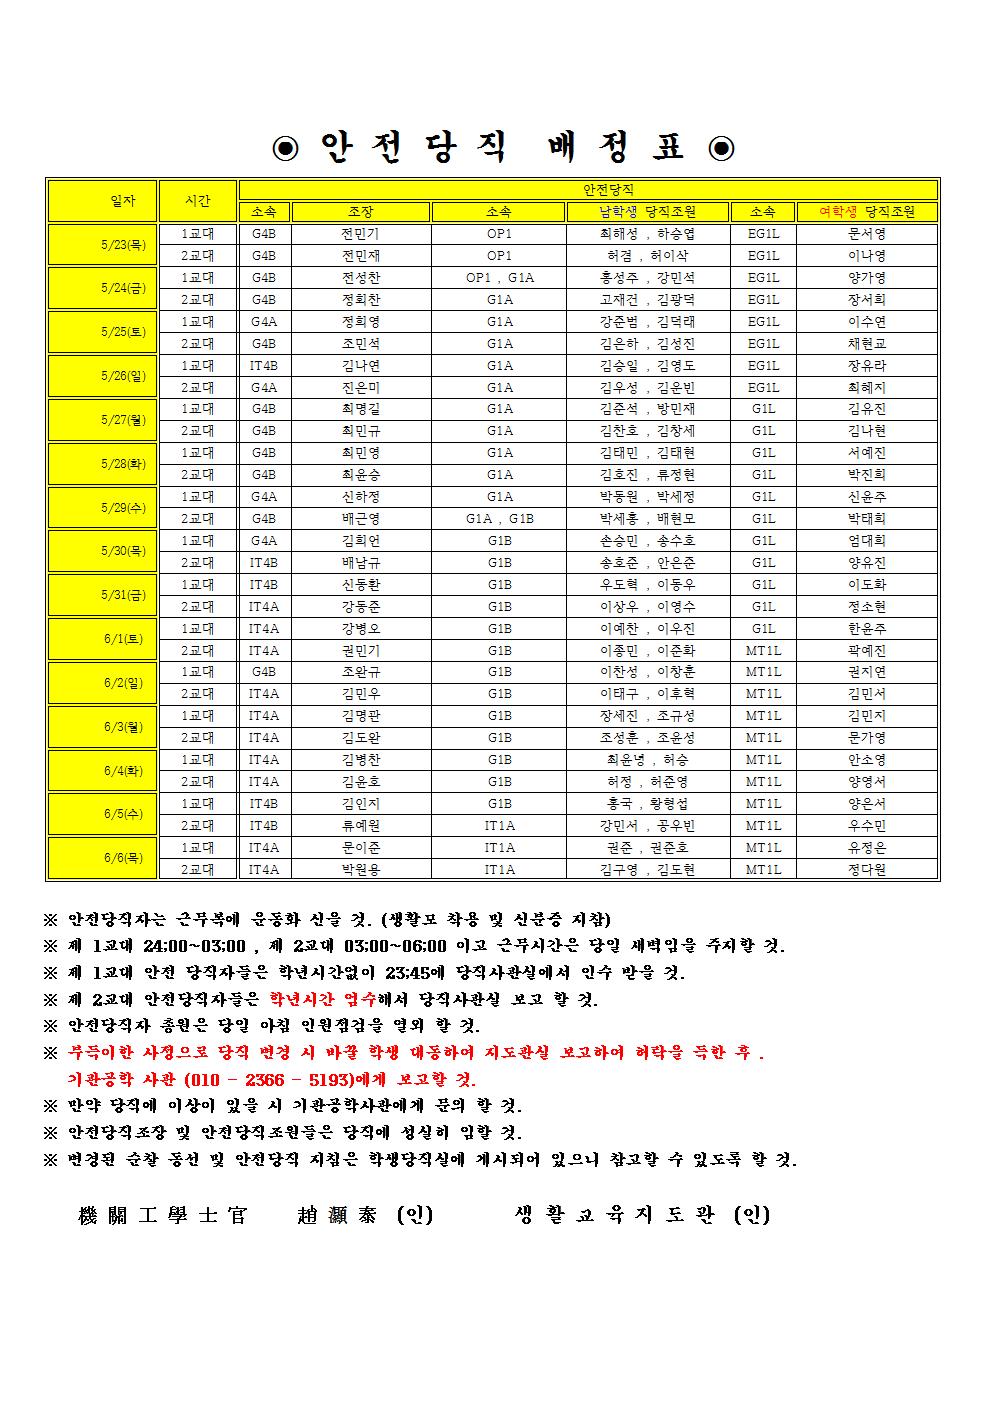 ◉ 안 전 당 직 배 정 표 ◉
일자 시간 안전당직
소속 조장 소속 남학생 당직조원 소속 여학생 당직조원
5/23(목) 1교대 G4B 전민기 OP1 최해성 , 하승엽 EG1L 문서영
2교대 G4B 전민재 OP1 허겸 , 허이삭 EG1L 이나영
5/24(금) 1교대 G4B 전성찬 OP1 , G1A 홍성주 , 강민석 EG1L 양가영
2교대 G4B 정회찬 G1A 고재건 , 김광덕 EG1L 장서희
5/25(토) 1교대 G4A 정희영 G1A 강준범 , 김덕래 EG1L 이수연
2교대 G4B 조민석 G1A 김은하 , 김성진 EG1L 채현교
5/26(일) 1교대 IT4B 김나연 G1A 김승일 , 김영도 EG1L 장유라
2교대 G4A 진은미 G1A 김우성 , 김운빈 EG1L 최혜지
5/27(월) 1교대 G4B 최명길 G1A 김준석 , 방민재 G1L 김유진
2교대 G4B 최민규 G1A 김찬호 , 김창세 G1L 김나현
5/28(화) 1교대 G4B 최민영 G1A 김태민 , 김태현 G1L 서예진
2교대 G4B 최윤승 G1A 김호진 , 류정현 G1L 박진희
5/29(수) 1교대 G4A 신하정 G1A 박동원 , 박세정 G1L 신윤주
2교대 G4B 배근영 G1A , G1B 박세홍 , 배현모 G1L 박태희
5/30(목) 1교대 G4A 김희언 G1B 손승민 , 송수호 G1L 엄대희
2교대 IT4B 배남규 G1B 송호준 , 안은준 G1L 양유진
5/31(금) 1교대 IT4B 신동환 G1B 우도혁 , 이동우 G1L 이도화
2교대 IT4A 강동준 G1B 이상우 , 이영수 G1L 정소현
6/1(토) 1교대 IT4A 강병오 G1B 이예찬 , 이우진 G1L 한윤주
2교대 IT4A 권민기 G1B 이종민 , 이준화 MT1L 곽예진
6/2(일) 1교대 G4B 조완규 G1B 이찬성 , 이창훈 MT1L 권지연
2교대 IT4A 김민우 G1B 이태구 , 이후혁 MT1L 김민서
6/3(월) 1교대 IT4A 김명관 G1B 장세진 , 조규성 MT1L 김민지
2교대 IT4A 김도완 G1B 조성훈 , 조윤성 MT1L 문가영
6/4(화) 1교대 IT4A 김병찬 G1B 최윤녕 , 허승 MT1L 안소영
2교대 IT4A 김윤호 G1B 허정 , 허준영 MT1L 양영서
6/5(수) 1교대 IT4B 김인지 G1B 홍국 , 황형섭 MT1L 양은서
2교대 IT4B 류예원 IT1A 강민서 , 공우빈 MT1L 우수민
6/6(목) 1교대 IT4A 문이준 IT1A 권준 , 권준호 MT1L 유정은
2교대 IT4A 박원용 IT1A 김구영 , 김도현 MT1L 정다원
※ 안전당직자는 근무복에 운동화 신을 것. (생활모 착용 및 신분증 지참)
※ 제 1교대 24:00~03:00 , 제 2교대 03:00~06:00 이고 근무시간은 당일 새벽임을 주지할 것.
※ 제 1교대 안전 당직자들은 학년시간없이 23:45에 당직사관실에서 인수 받을 것.
※ 제 2교대 안전당직자들은 학년시간 엄수해서 당직사관실 보고 할 것.
※ 안전당직자 총원은 당일 아침 인원점검을 열외 할 것.
※ 부득이한 사정으로 당직 변경 시 바꿀 학생 대동하여 지도관실 보고하여 허락을 득한 후 .
기관공학 사관 (010 - 2366 - 5193)에게 보고할 것.
※ 만약 당직에 이상이 있을 시 기관공학사관에게 문의 할 것.
※ 안전당직조장 및 안전당직조원들은 당직에 성실히 임할 것.
※ 변경된 순찰 동선 및 안전당직 지침은 학생당직실에 게시되어 있으니 참고할 수 있도록 할 것.
機 關 工 學 士 官 趙 灝 泰 (인) 생 활 교 육 지 도 관 (인)